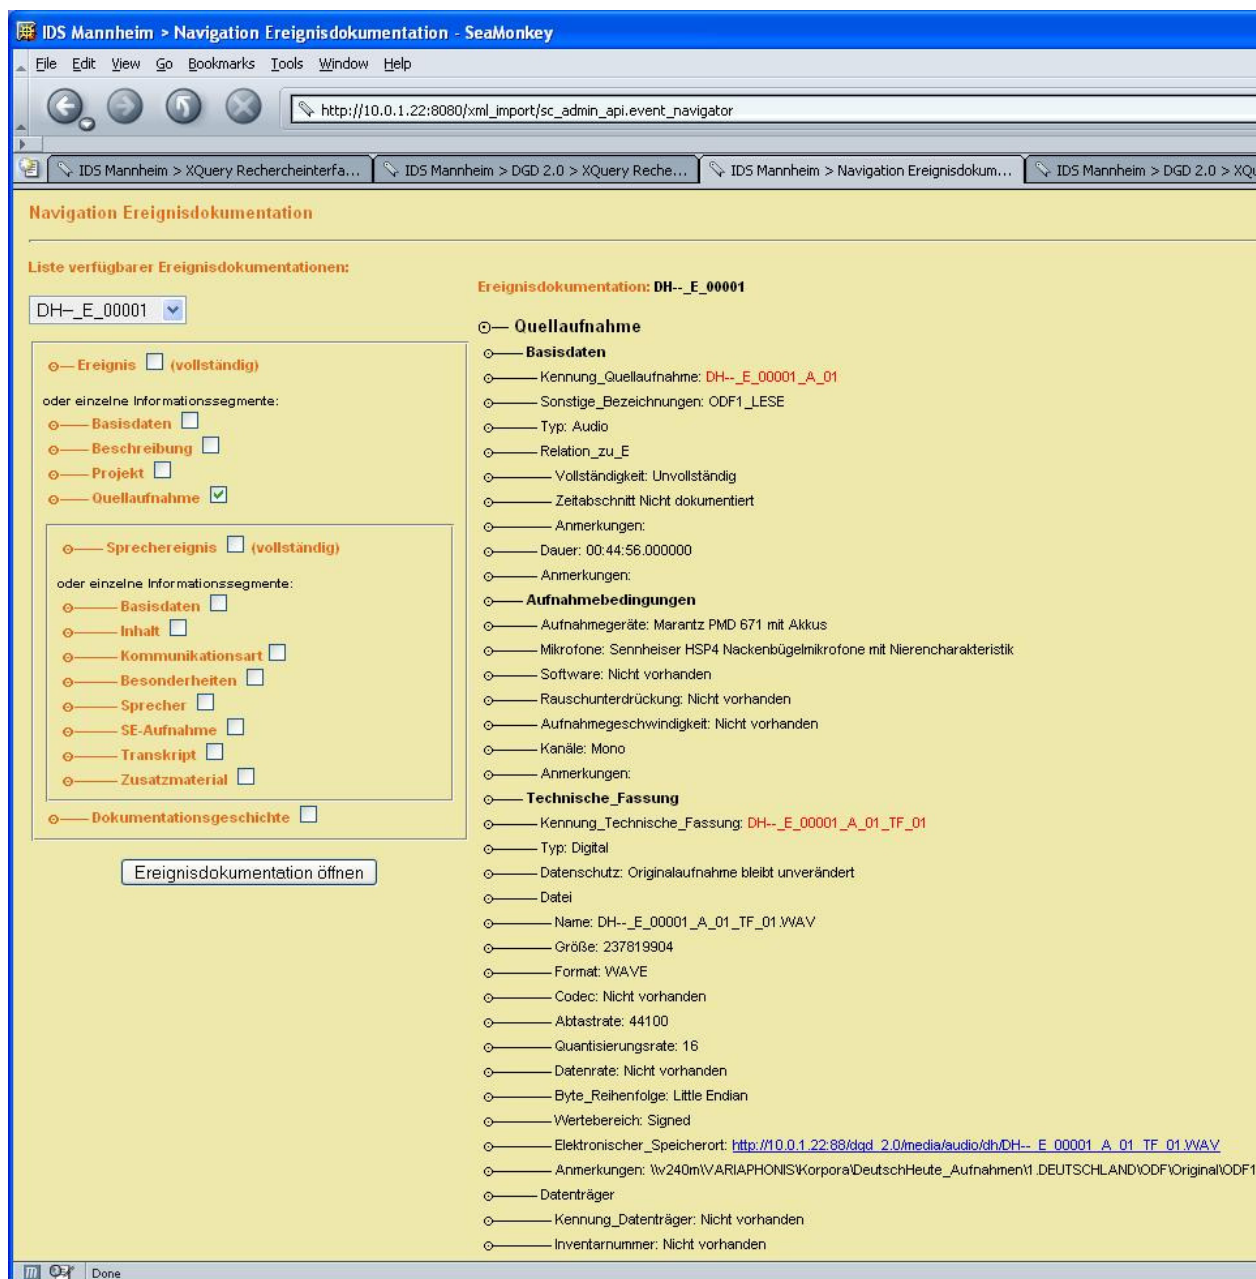 IDS Mannheim > Navigation Ereignisdokumentation - SeaMonkey
File Edit View Go Bookmarks Tools Window Help
http://10.0.1.22:8080/xml_import/sc_admin_api.event_navigator
IDS Mannheim > XQuery Rechercheinterfa... IDS Mannheim > DGD 2.0 > XQuery Reche... IDS Mannheim > Navigation Ereignisdokum... IDS Mannheim > DGD 2.0 > XQu
Navigation Ereignisdokumentation
Liste verfügbarer Ereignisdokumentationen:
DH--_E_00001
Ereignis (vollständig)
oder einzelne Informationssegmente:
Basisdaten
Beschreibung
Projekt
Quellaufnahme
Sprechereignis (vollständig)
oder einzelne Informationssegmente:
Basisdaten
Inhalt
Kommunikationsart
Besonderheiten
Sprecher
SE-Aufnahme
Transkript
Zusatzmaterial
Dokumentationsgeschichte
Ereignisdokumentation öffnen
Ereignisdokumentation: DH--_E_00001
Quellaufnahme
Basisdaten
Kennung_Quellaufnahme: DH--_E_00001_A_01
Sonstige_Bezeichnungen: ODF1_LESE
Typ: Audio
Relation_zu_E
Vollständigkeit: Unvollständig
Zeitabschnitt Nicht dokumentiert
Anmerkungen:
Dauer: 00:44:56.000000
Anmerkungen:
Aufnahmebedingungen
Aufnahmegeräte: Marantz PMD 671 mit Akkus
Mikrofone: Sennheiser HSP4 Nackenbügelmikrofone mit Nierencharakteristik
Software: Nicht vorhanden
Rauschunterdrückung: Nicht vorhanden
Aufnahmegeschwindigkeit: Nicht vorhanden
Kanäle: Mono
Anmerkungen:
Technische_Fassung
Kennung_Technische_Fassung: DH--_E_00001_A_01_TF_01
Typ: Digital
Datenschutz: Originalaufnahme bleibt unverändert
Datei
Name: DH--_E_00001_A_01_TF_01.WAV
Größe: 237819904
Format: WAVE
Codec: Nicht vorhanden
Abtastrate: 44100
Quantisierungsrate: 16
Datenrate: Nicht vorhanden
Byte_Reihenfolge: Little Endian
Wertebereich: Signed
Elektronischer_Speicherort: http://10.0.1.22:88/dgd_2.0/media/audio/dh/DH--_E_00001_A_01_TF_01.WAV
Anmerkungen: \\v240m\VARIAPHONIS\Korpora\DeutschHeute_Aufnahmen\1.DEUTSCHLAND\ODF\Original\ODF1
Datenträger
Kennung_Datenträger: Nicht vorhanden
Inventarnummer: Nicht vorhanden
Done